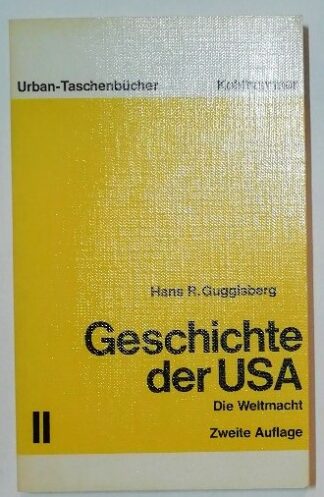 Urban-Taschenbücher Kohlhammer
Hans R. Guggisberg
Geschichte
der USA
Die Weltmacht
II
Zweite Auflage